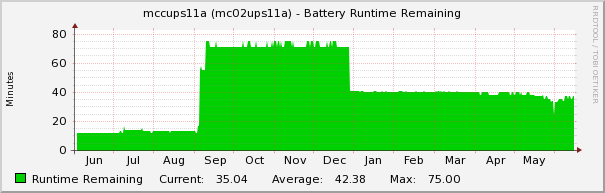 mccups11a (mc02ups11a) - Battery Runtime Remaining
RRDTOOL / TOBI OETIKER
Minutes
80
60
40
20
0
Jun Jul Aug Sep Oct Nov Dec Jan Feb Mar Apr May
Runtime Remaining Current: 35.04 Average: 42.38 Max: 75.00